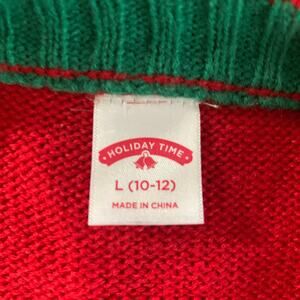 • HOLIDAY TIME •
L (10-12)
MADE IN CHINA